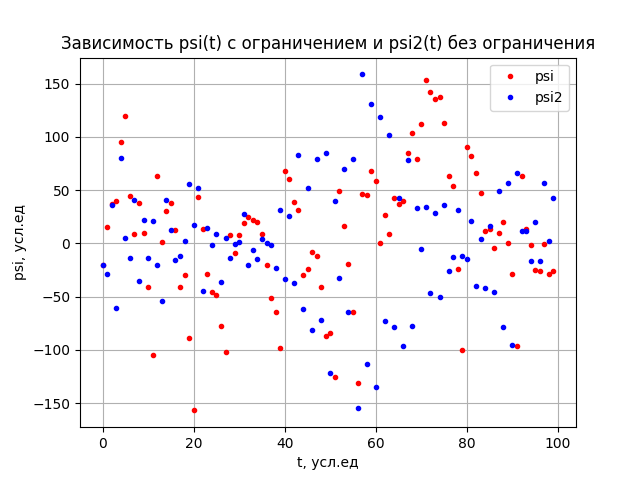 Зависимость psi(t) с ограничением и psi2(t) без ограничения
psi
psi2
150
100
50
0
−50
−100
−150
psi, усл.ед
0
20
40
60
80
100
t, усл.ед